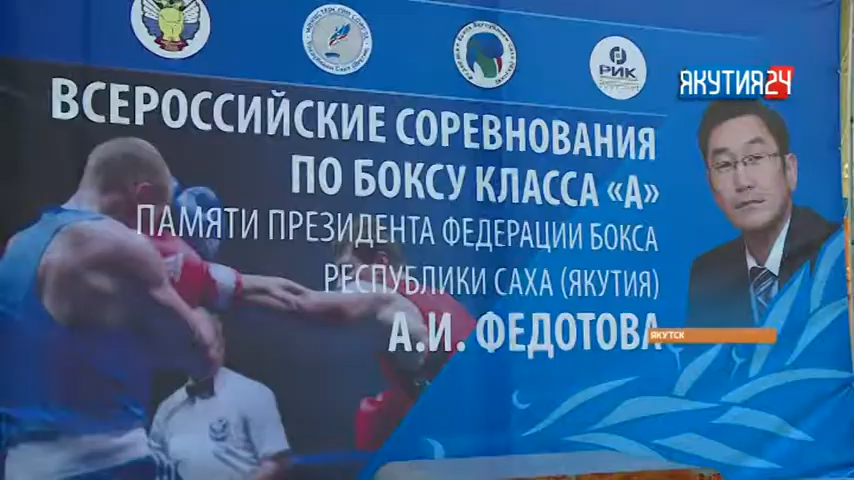 РИК
ЯКУТИЯ24
ВСЕРОССИЙСКИЕ СОРЕВНОВАНИЯ
ПО БОКСУ КЛАССА «А»
ПАМЯТИ ПРЕЗИДЕНТА ФЕДЕРАЦИИ БОКСА
РЕСПУБЛИКИ САХА (ЯКУТИЯ)
А.И. ФЕДОТОВА
ЯКУТСК